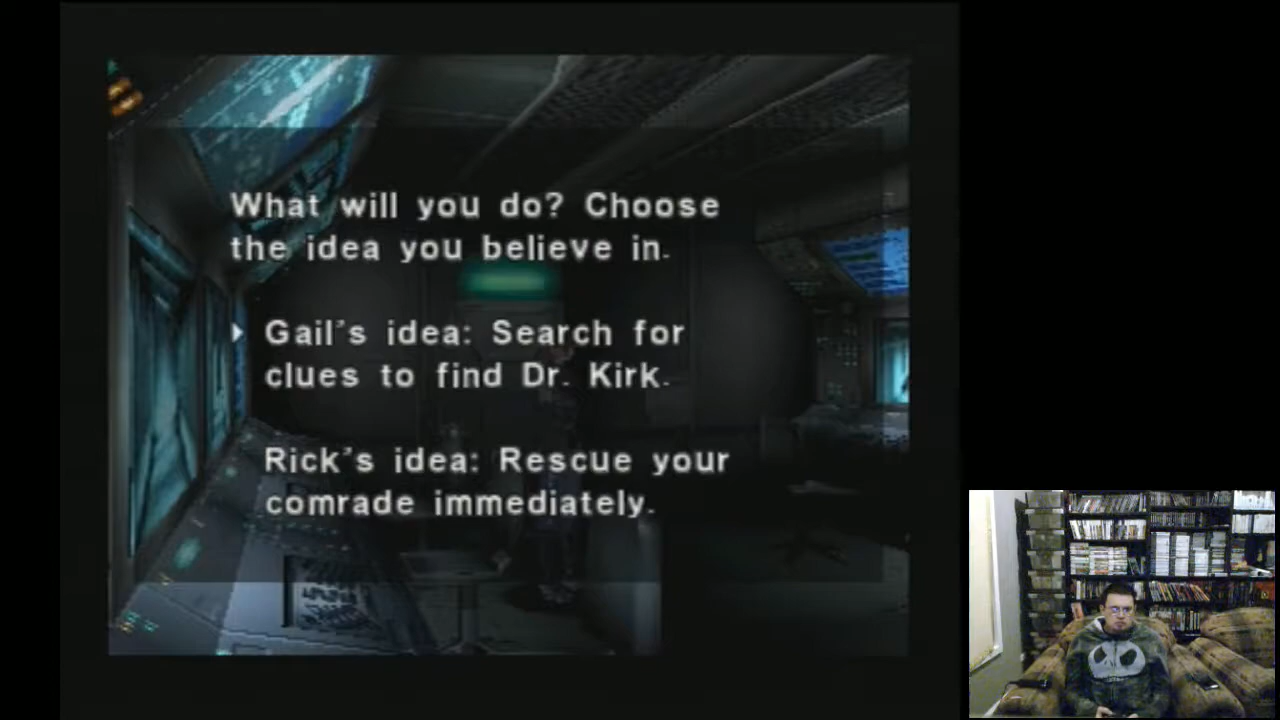 What will you do? Choose
the idea you believe in.
Gail's idea: Search for
clues to find Dr. Kirk.
Rick's idea: Rescue your
comrade immediately.